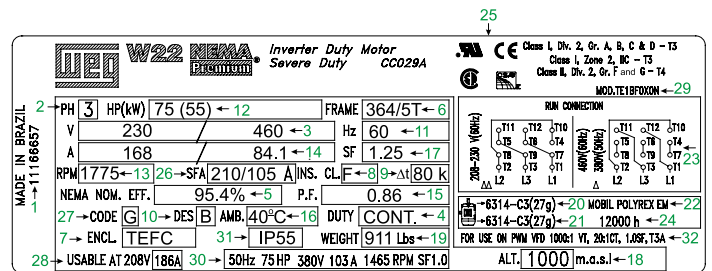 25
WEG W22 NEMA Premium Inverter Duty Motor
Severe Duty CC029A
Class I, Div. 2, Gr. A, B, C & D - T3
Class I, Zone 2, IIC - T3
Class II, Div. 2, Gr. F and G - T4
MOD.TE1BF0X0N 29
MADE IN BRAZIL
1 11166657
2 PH 3 HP(kW) 75 (55) 12 FRAME 364/5T 6
V 230 / 460 3 Hz 60 11
A 168 / 84.1 14 SF 1.25 17
RPM 1775 13 26 SFA 210/105 A INS. CL. F 8 9 Δt 80 k
NEMA NOM. EFF. 95.4% 5 P.F. 0.86 15
27 CODE G 10 DES B AMB. 40°C 16 DUTY CONT. 4
7 ENCL. TEFC 31 IP55 WEIGHT 911 Lbs 19
28 USABLE AT 208V 186A 30 50Hz 75HP 380V 103A 1465 RPM SF1.0
RUN CONNECTION
208-230 V(60Hz)
T11 T12 T10
T5 T6 T4
T8 T9 T7
T2 T3 T1
L2 L3 L1
460V(60Hz)
380V(50Hz)
T11 T12 T10
T8 T9 T7
T5 T6 T4
T2 T3 T1
L2 L3 L1
23
6314-C3(27g) 20 MOBIL POLYREX EM 22
6314-C3(27g) 21 12000 h 24
FOR USE ON PWM VFD 1000:1 VT, 20:1CT, 1.0SF, T3A 32
ALT. 1000 m.a.s.l 18